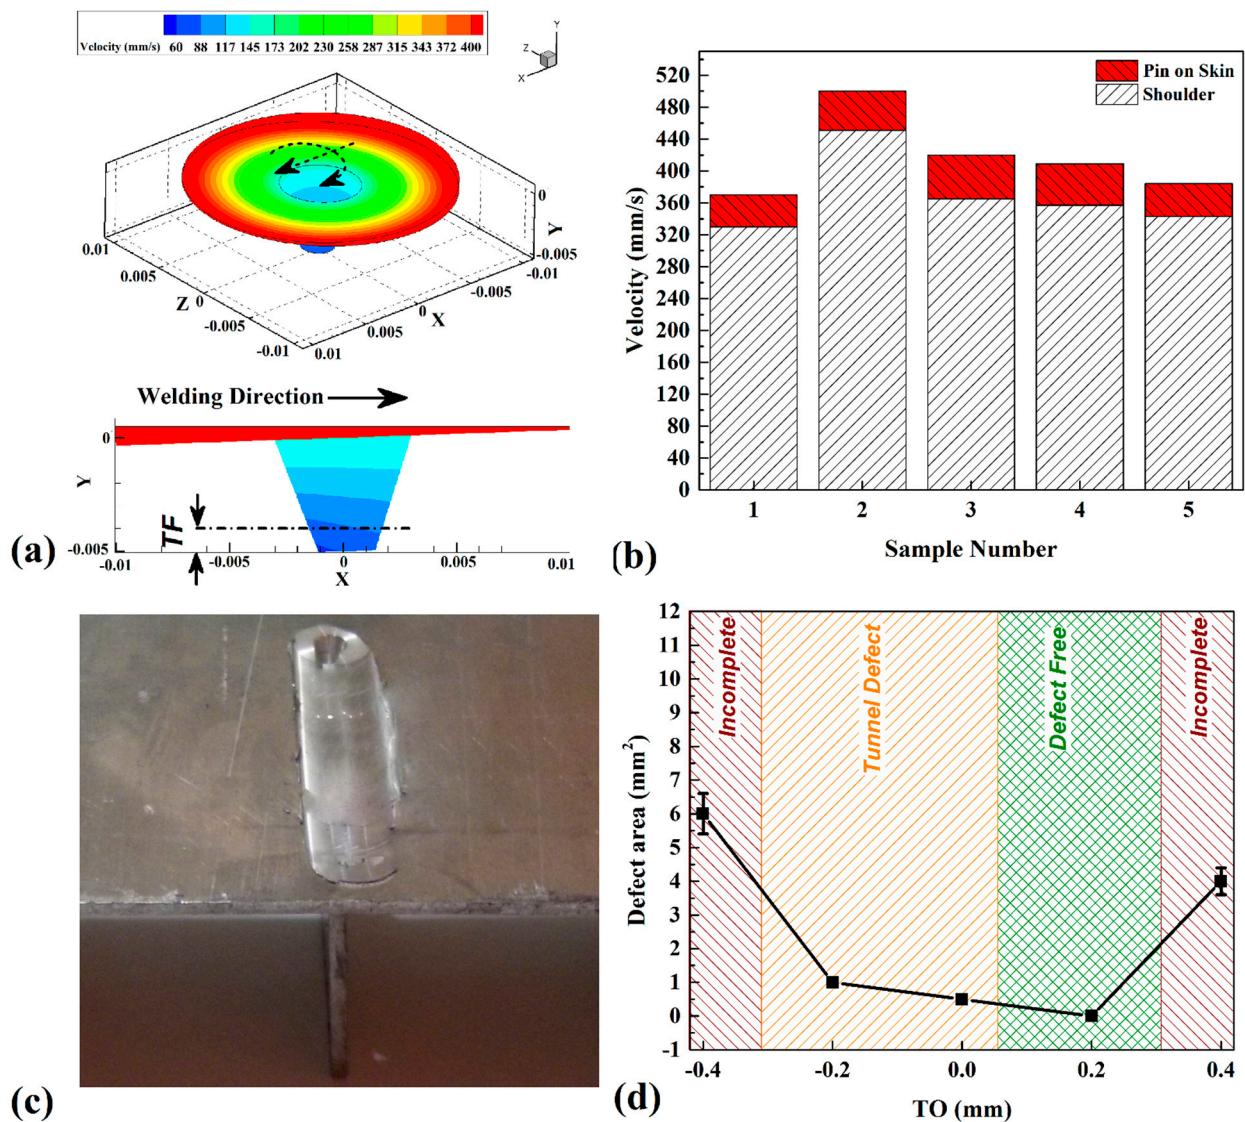 Velocity (mm/s) 60 88 117 145 173 202 230 258 287 315 343 372 400
Y
Z
X
0
Y
-0.005
-0.01
-0.005
0
X
0.005
0.01
0.01
0.005
Z 0
-0.005
-0.01
Welding Direction
0
Y
TF
-0.005
-0.01 -0.005 0 0.005 0.01
X
(a)
Pin on Skin
Shoulder
520
480
440
400
360
320
280
240
200
160
120
80
40
0
Velocity (mm/s)
1 2 3 4 5
Sample Number
(b)
(c)
12
11
10
9
8
7
6
5
4
3
2
1
0
-1
Defect area (mm²)
Incomplete
Tunnel Defect
Defect Free
Incomplete
-0.4 -0.2 0.0 0.2 0.4
TO (mm)
(d)